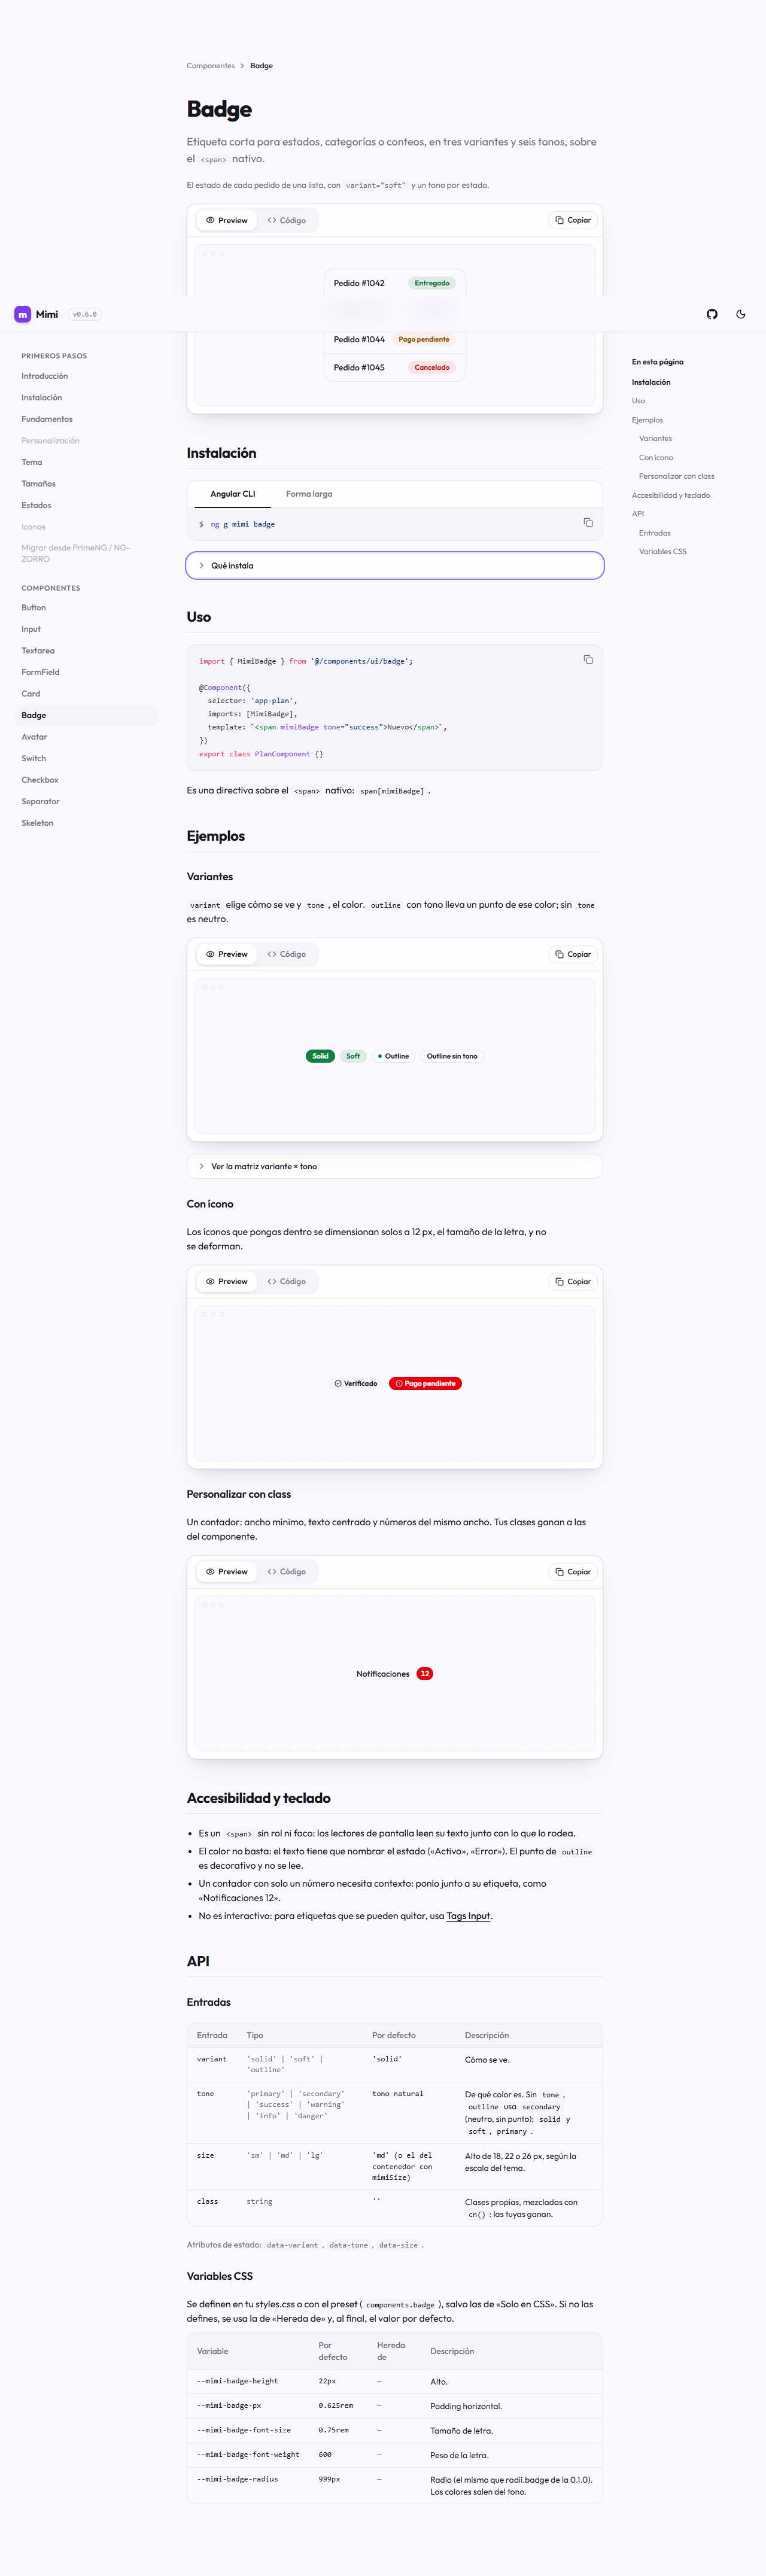 Componentes > Badge
Badge
Etiqueta corta para estados, categorías o conteos, en tres variantes y seis tonos, sobre
el <span> nativo.
El estado de cada pedido de una lista, con variant="soft" y un tono por estado.
Preview
Código
Copiar
Pedido #1042 Entregado
m Mimi v0.6.0
Pedido #1044 Pago pendiente
Pedido #1045 Cancelado
PRIMEROS PASOS
Introducción
Instalación
Fundamentos
Personalización
Tema
Tamaños
Estados
Iconos
Migrar desde PrimeNG / NG-
ZORRO
COMPONENTES
Button
Input
Textarea
FormField
Card
Badge
Avatar
Switch
Checkbox
Separator
Skeleton
En esta página
Instalación
Uso
Ejemplos
Variantes
Con ícono
Personalizar con class
Accesibilidad y teclado
API
Entradas
Variables CSS
Instalación
Angular CLI Forma larga
$ ng g mimi badge
Qué instala
Uso
import { MimiBadge } from '@/components/ui/badge';
@Component({
selector: 'app-plan',
imports: [MimiBadge],
template: `<span mimiBadge tone="success">Nuevo</span>`,
})
export class PlanComponent {}
Es una directiva sobre el <span> nativo: span[mimiBadge].
Ejemplos
Variantes
variant elige cómo se ve y tone, el color. outline con tono lleva un punto de ese color; sin tone
es neutro.
Preview
Código
Copiar
Solid Soft Outline Outline sin tono
Ver la matriz variante × tono
Con ícono
Los íconos que pongas dentro se dimensionan solos a 12 px, el tamaño de la letra, y no
se deforman.
Preview
Código
Copiar
Verificado Pago pendiente
Personalizar con class
Un contador: ancho mínimo, texto centrado y números del mismo ancho. Tus clases ganan a las
del componente.
Preview
Código
Copiar
Notificaciones 12
Accesibilidad y teclado
• Es un <span> sin rol ni foco: los lectores de pantalla leen su texto junto con lo que lo rodea.
• El color no basta: el texto tiene que nombrar el estado («Activo», «Error»). El punto de outline
es decorativo y no se lee.
• Un contador con solo un número necesita contexto: ponlo junto a su etiqueta, como
«Notificaciones 12».
• No es interactivo: para etiquetas que se pueden quitar, usa Tags Input.
API
Entradas
Entrada Tipo Por defecto Descripción
variant 'solid' | 'soft' | 'solid' Cómo se ve.
'outline'
tone 'primary' | 'secondary' tono natural De qué color es. Sin tone,
| 'success' | 'warning' outline usa secondary
| 'info' | 'danger' (neutro, sin punto); solid y
soft, primary.
size 'sm' | 'md' | 'lg' 'md' (o el del Alto de 18, 22 o 26 px, según la
contenedor con escala del tema.
mimiSize)
class string '' Clases propias, mezcladas con
cn(): las tuyas ganan.
Atributos de estado: data-variant, data-tone, data-size.
Variables CSS
Se definen en tu styles.css o con el preset (components.badge), salvo las de «Solo en CSS». Si no las
defines, se usa la de «Hereda de» y, al final, el valor por defecto.
Variable Por Hereda Descripción
defecto de
--mimi-badge-height 22px — Alto.
--mimi-badge-px 0.625rem — Padding horizontal.
--mimi-badge-font-size 0.75rem — Tamaño de letra.
--mimi-badge-font-weight 600 — Peso de la letra.
--mimi-badge-radius 999px — Radio (el mismo que radii.badge de la 0.1.0).
Los colores salen del tono.